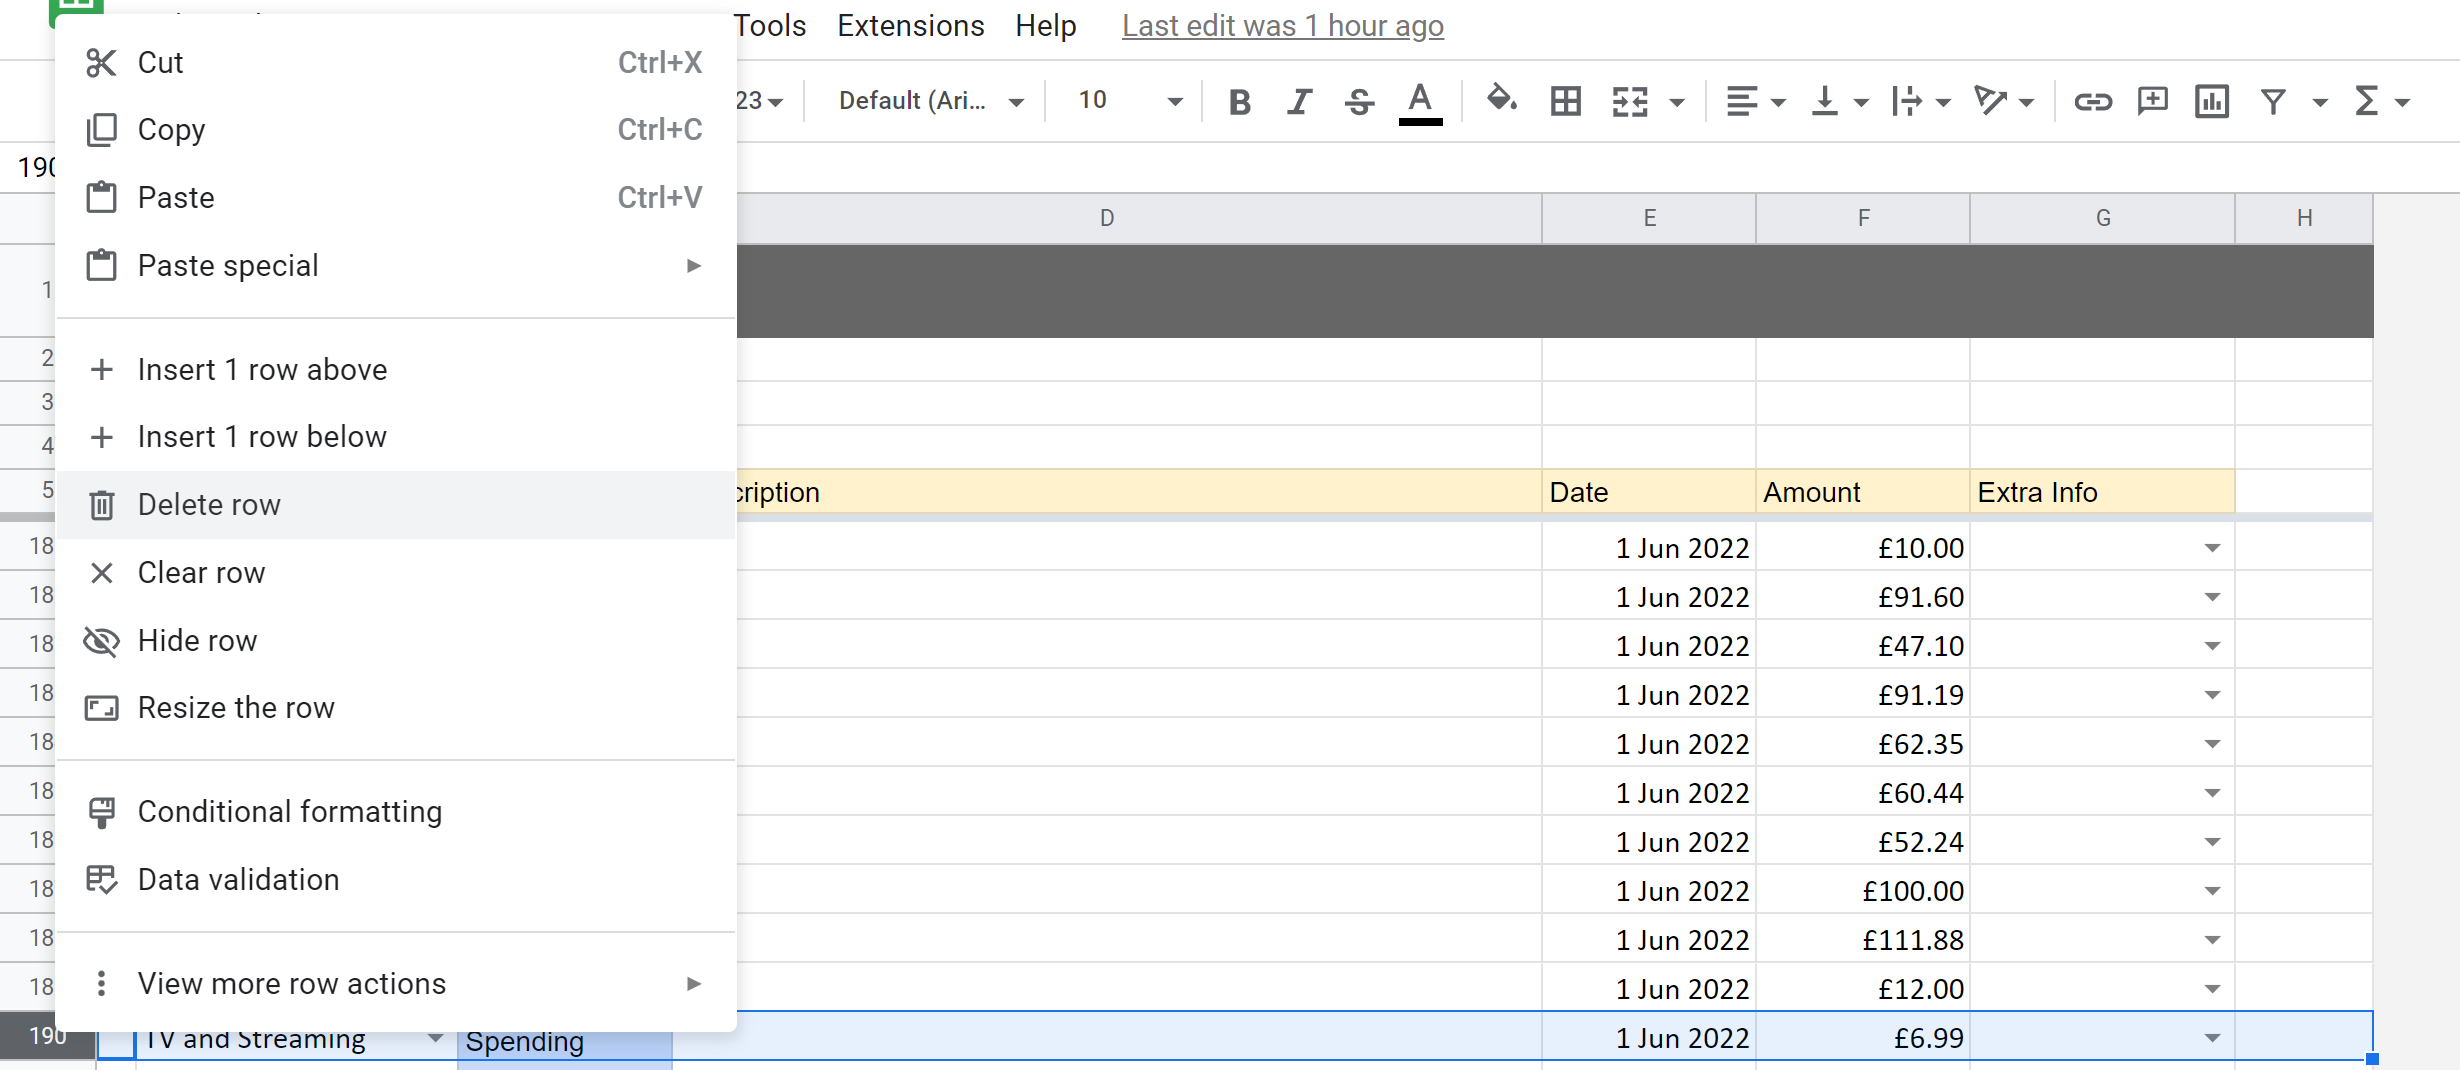 Tools Extensions Help Last edit was 1 hour ago
Cut Ctrl+X
Copy Ctrl+C
Paste Ctrl+V
Paste special
Insert 1 row above
Insert 1 row below
Delete row
Clear row
Hide row
Resize the row
Conditional formatting
Data validation
View more row actions
23 Default (Ari... 10 B I S A
190
D E F G H
1
2
3
4
5 cription Date Amount Extra Info
18 1 Jun 2022 £10.00
18 1 Jun 2022 £91.60
18 1 Jun 2022 £47.10
18 1 Jun 2022 £91.19
18 1 Jun 2022 £62.35
18 1 Jun 2022 £60.44
18 1 Jun 2022 £52.24
18 1 Jun 2022 £100.00
18 1 Jun 2022 £111.88
18 1 Jun 2022 £12.00
190 TV and Streaming Spending 1 Jun 2022 £6.99